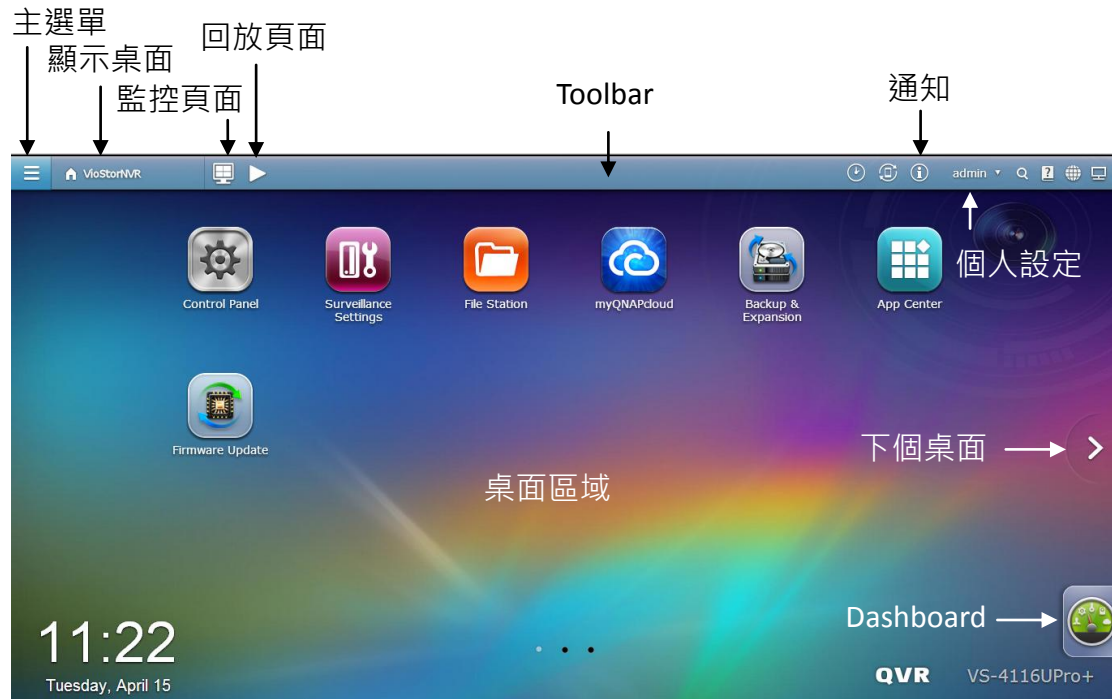 主選單
顯示桌面
監控頁面
回放頁面
Toolbar
通知
VioStorNVR
admin
個人設定
Control Panel
Surveillance
Settings
File Station
myQNAPcloud
Backup &
Expansion
App Center
Firmware Update
下個桌面
桌面區域
Dashboard
11:22
Tuesday, April 15
QVR VS-4116UPro+